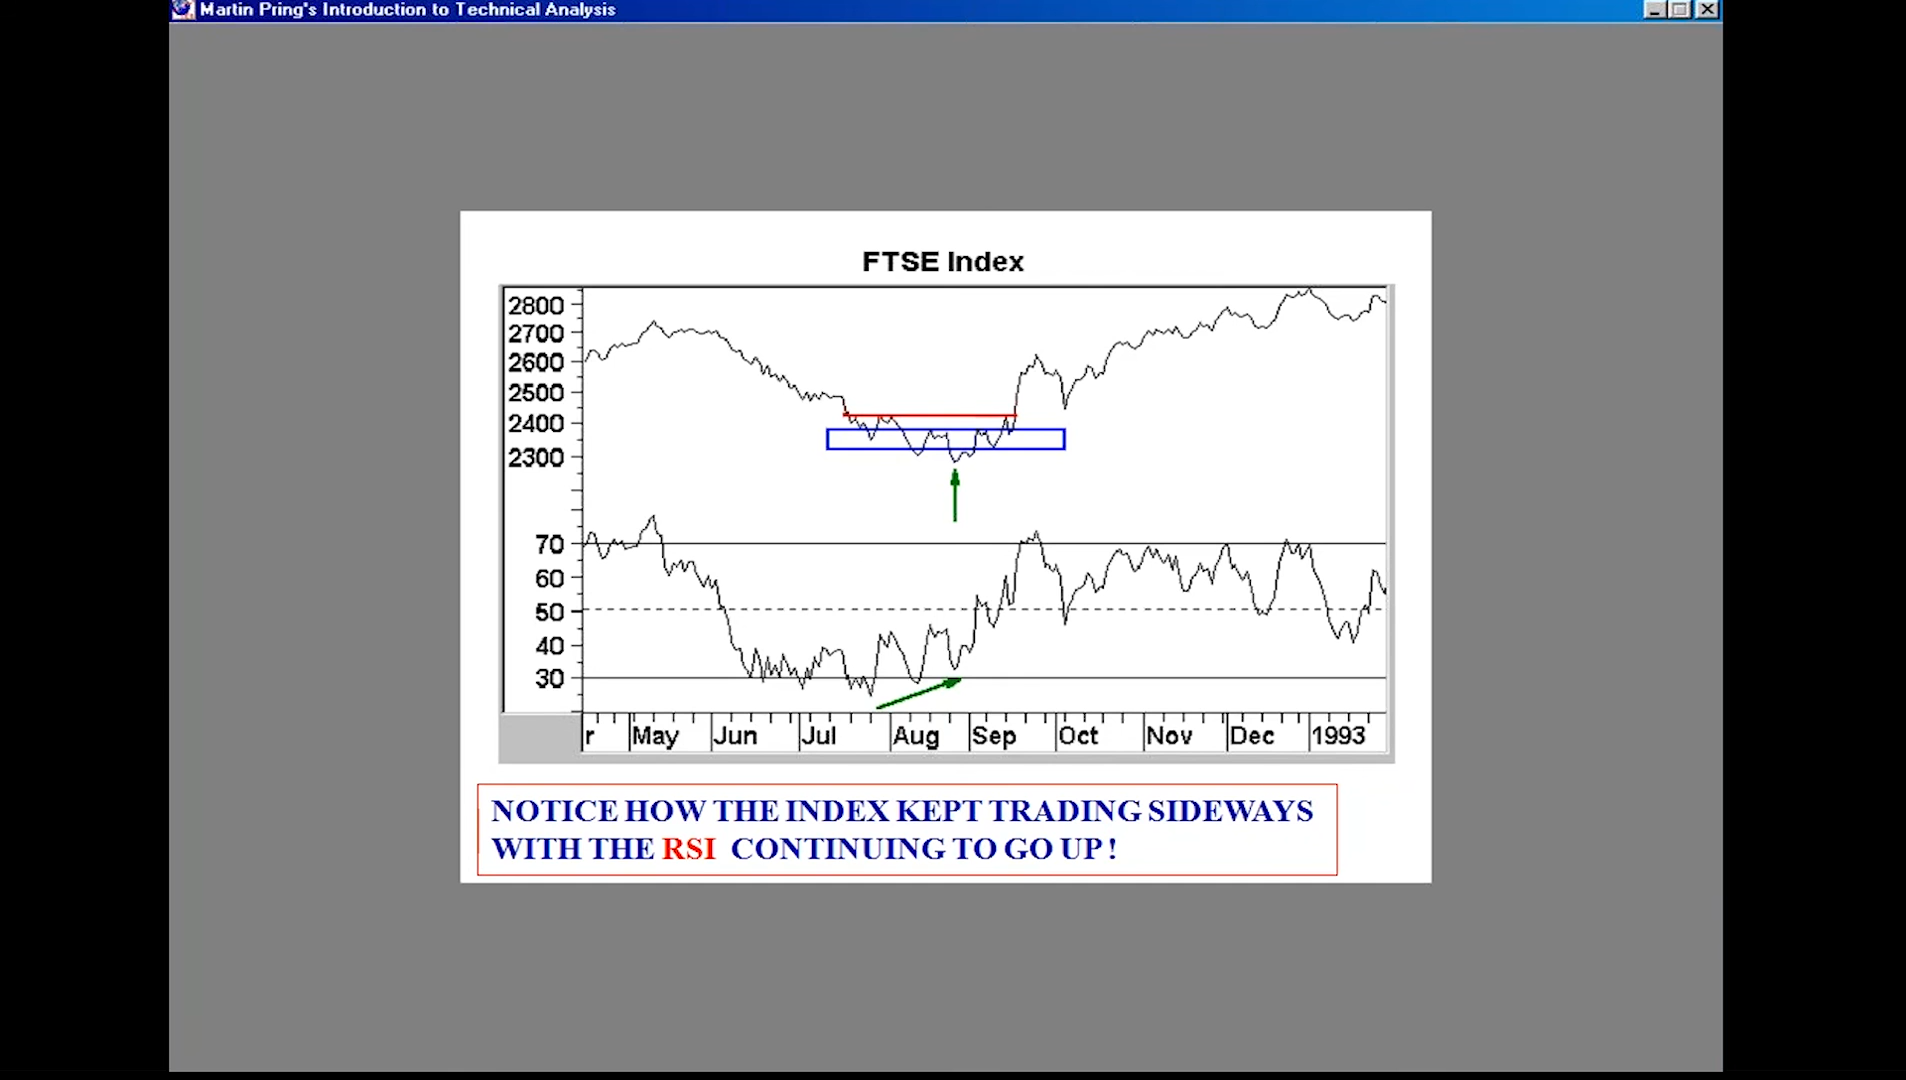 Martin Pring's Introduction to Technical Analysis
FTSE Index
2800
2700
2600
2500
2400
2300
70
60
50
40
30
r May Jun Jul Aug Sep Oct Nov Dec 1993
NOTICE HOW THE INDEX KEPT TRADING SIDEWAYS
WITH THE RSI CONTINUING TO GO UP !